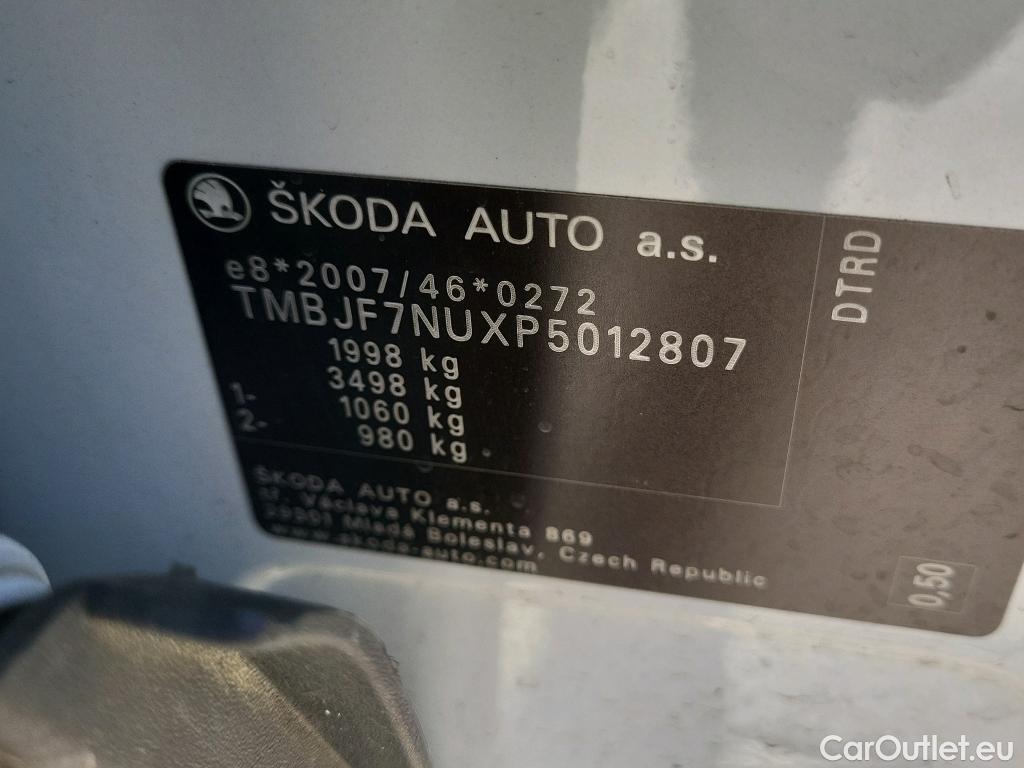 ŠKODA AUTO a.s.
e8*2007/46*0272
TMBJF7NUXP5012807
1998 kg
3498 kg
1- 1060 kg
2- 980 kg
ŠKODA AUTO a.s.
tř. Václava Klementa 869
29301 Mladá Boleslav, Czech Republic
www.skoda-auto.com
DTRD
0,50
CarOutlet.eu